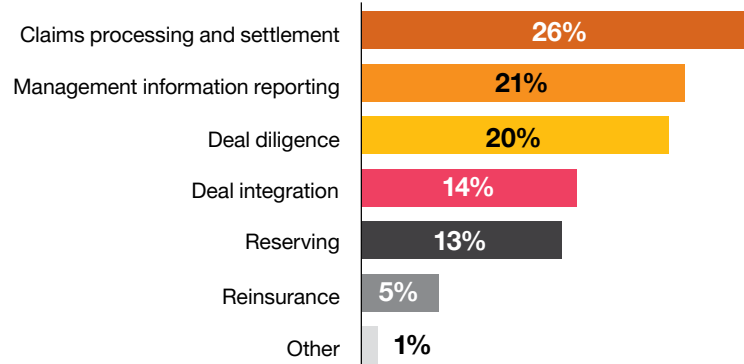 Claims processing and settlement 26%
Management information reporting 21%
Deal diligence 20%
Deal integration 14%
Reserving 13%
Reinsurance 5%
Other 1%